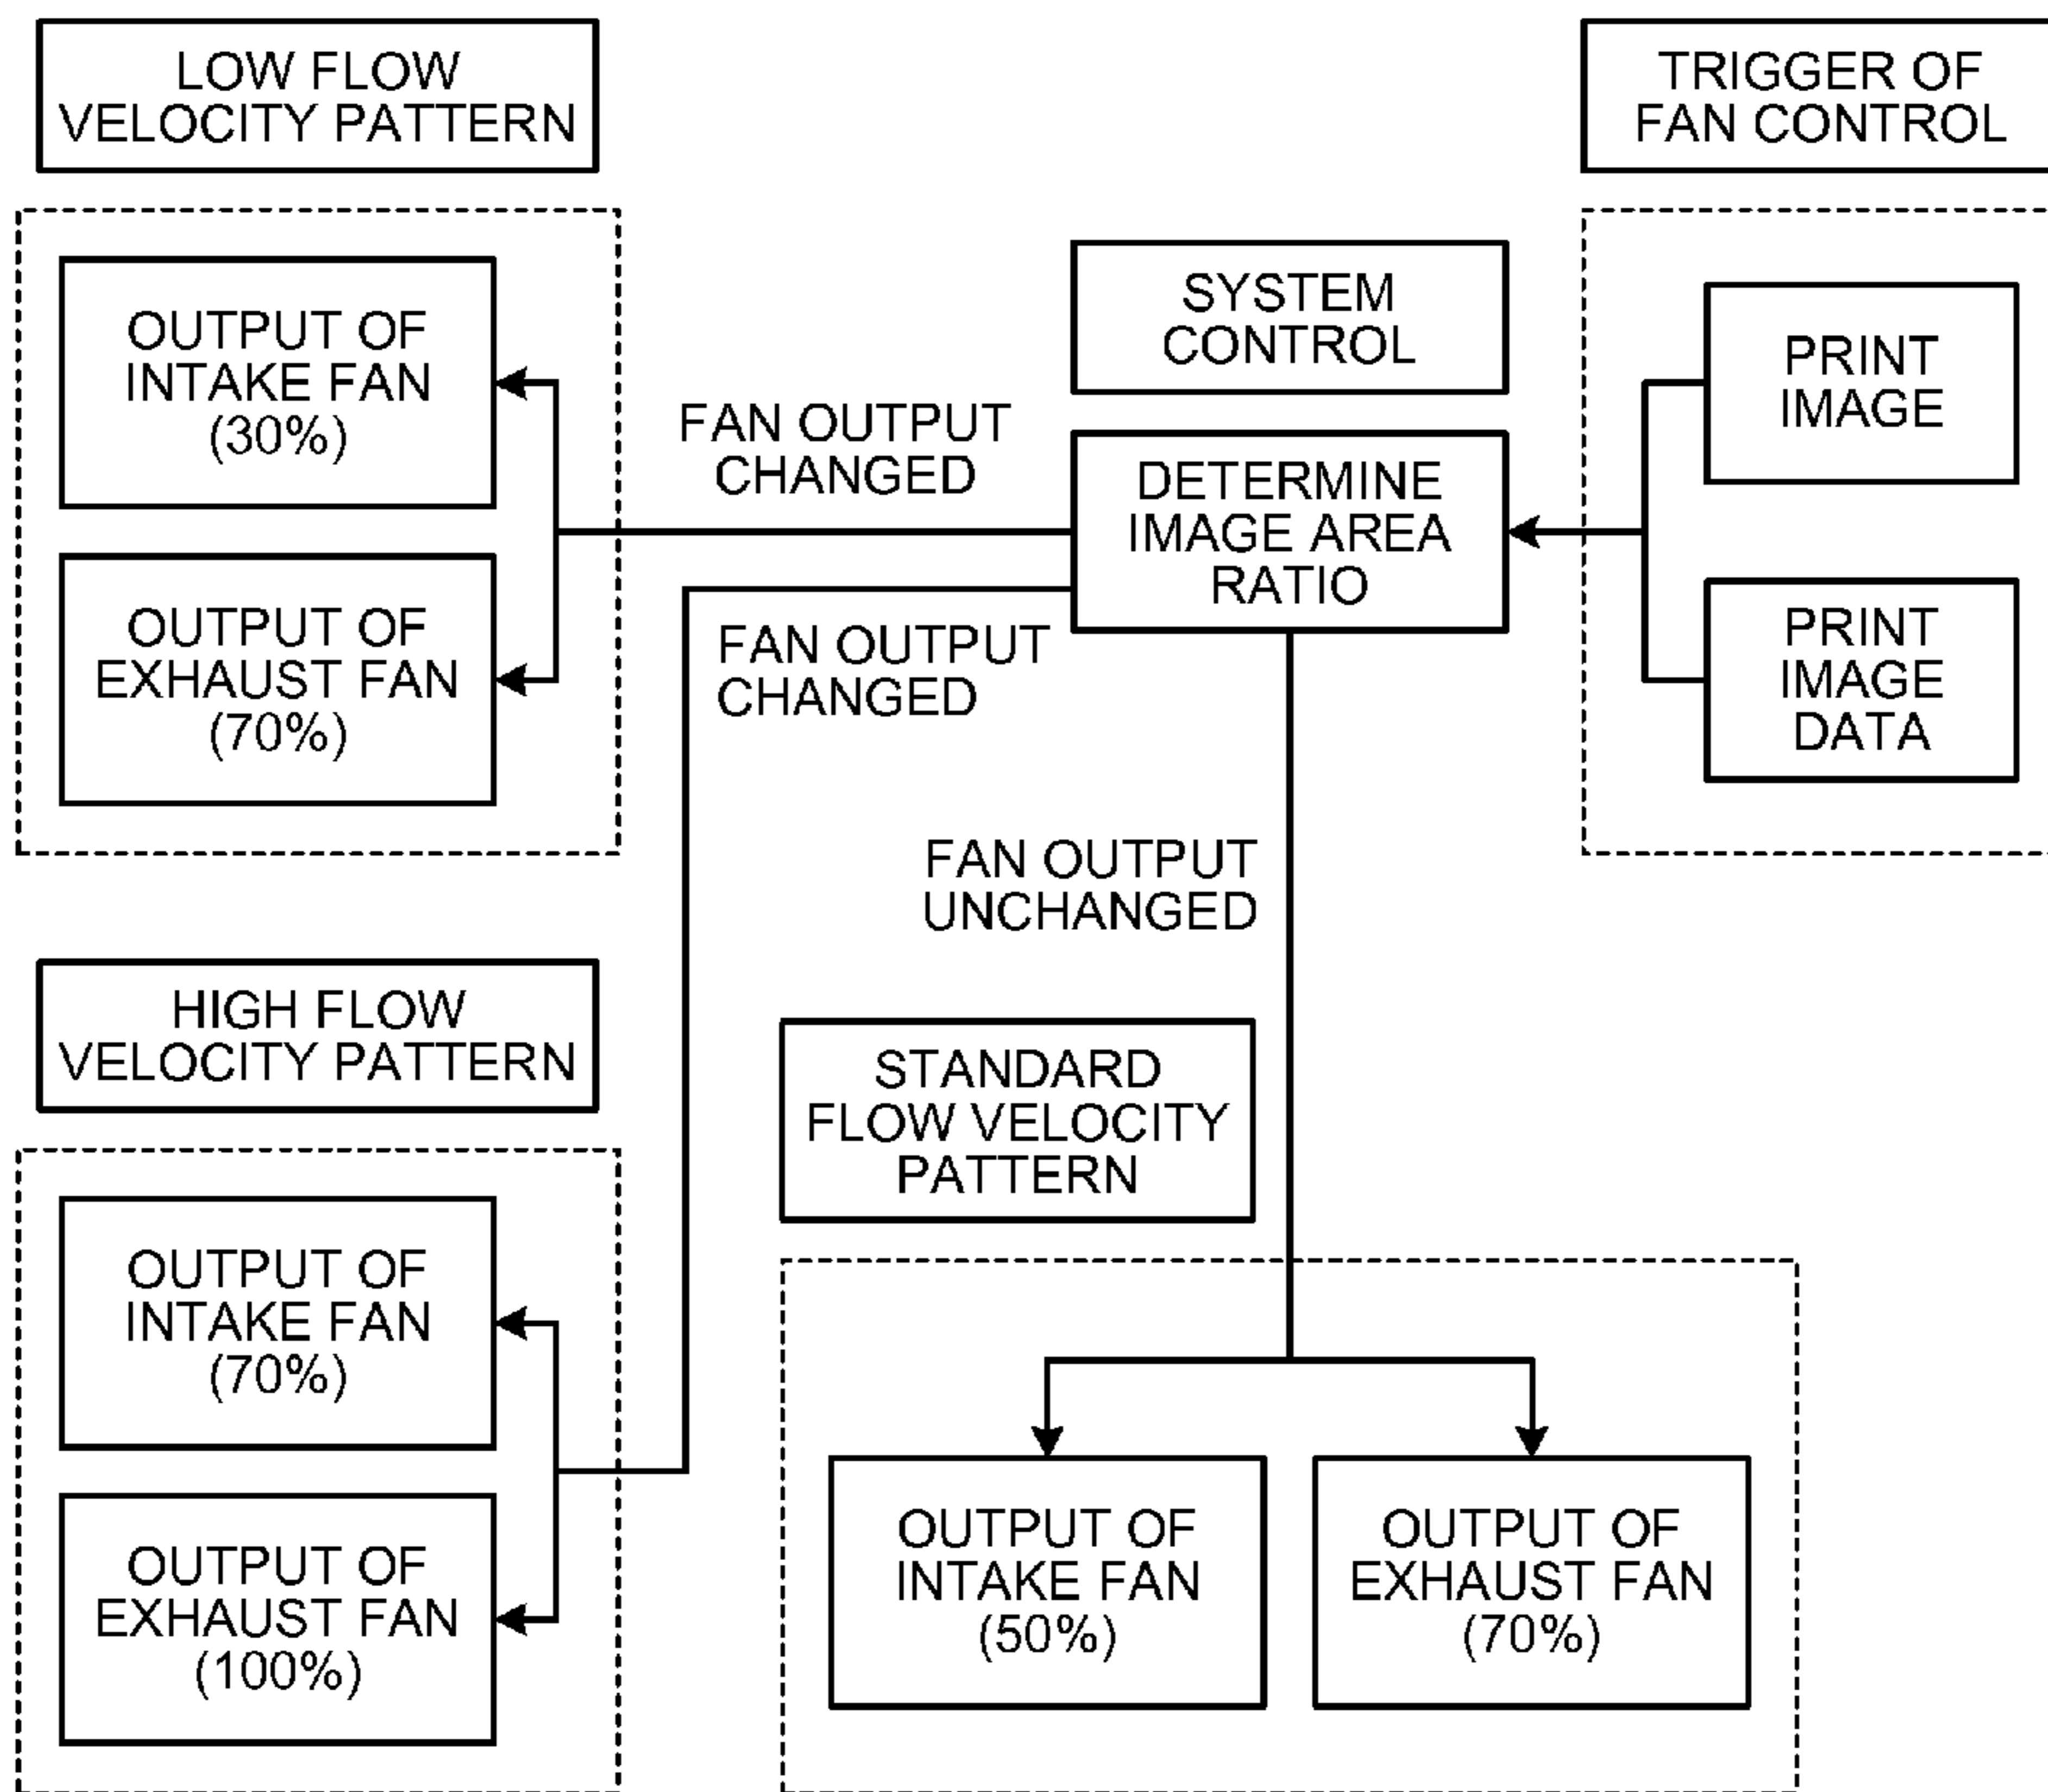 LOW FLOW
VELOCITY PATTERN
TRIGGER OF
FAN CONTROL
OUTPUT OF
INTAKE FAN
(30%)
OUTPUT OF
EXHAUST FAN
(70%)
FAN OUTPUT
CHANGED
SYSTEM
CONTROL
DETERMINE
IMAGE AREA
RATIO
PRINT
IMAGE
PRINT
IMAGE
DATA
FAN OUTPUT
CHANGED
FAN OUTPUT
UNCHANGED
HIGH FLOW
VELOCITY PATTERN
OUTPUT OF
INTAKE FAN
(70%)
OUTPUT OF
EXHAUST FAN
(100%)
STANDARD
FLOW VELOCITY
PATTERN
OUTPUT OF
INTAKE FAN
(50%)
OUTPUT OF
EXHAUST FAN
(70%)